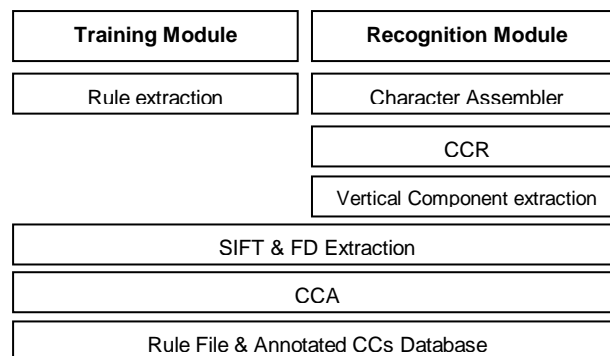 Training Module
Recognition Module
Rule extraction
Character Assembler
CCR
Vertical Component extraction
SIFT & FD Extraction
CCA
Rule File & Annotated CCs Database